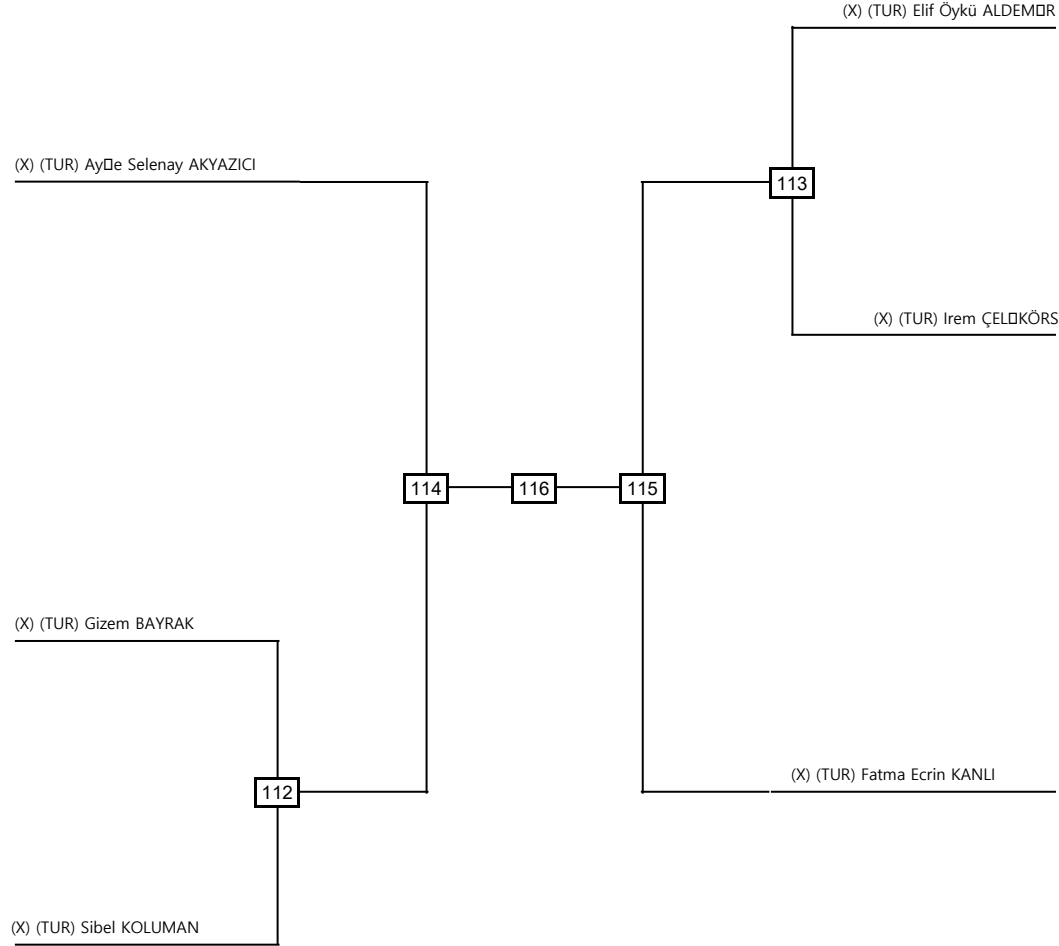 (X) (TUR) Elif Öykü ALDEM□R
(X) (TUR) Ay□e Selenay AKYAZICI
113
(X) (TUR) Irem ÇEL□KÖRS
114
116
115
(X) (TUR) Gizem BAYRAK
(X) (TUR) Fatma Ecrin KANLI
112
(X) (TUR) Sibel KOLUMAN